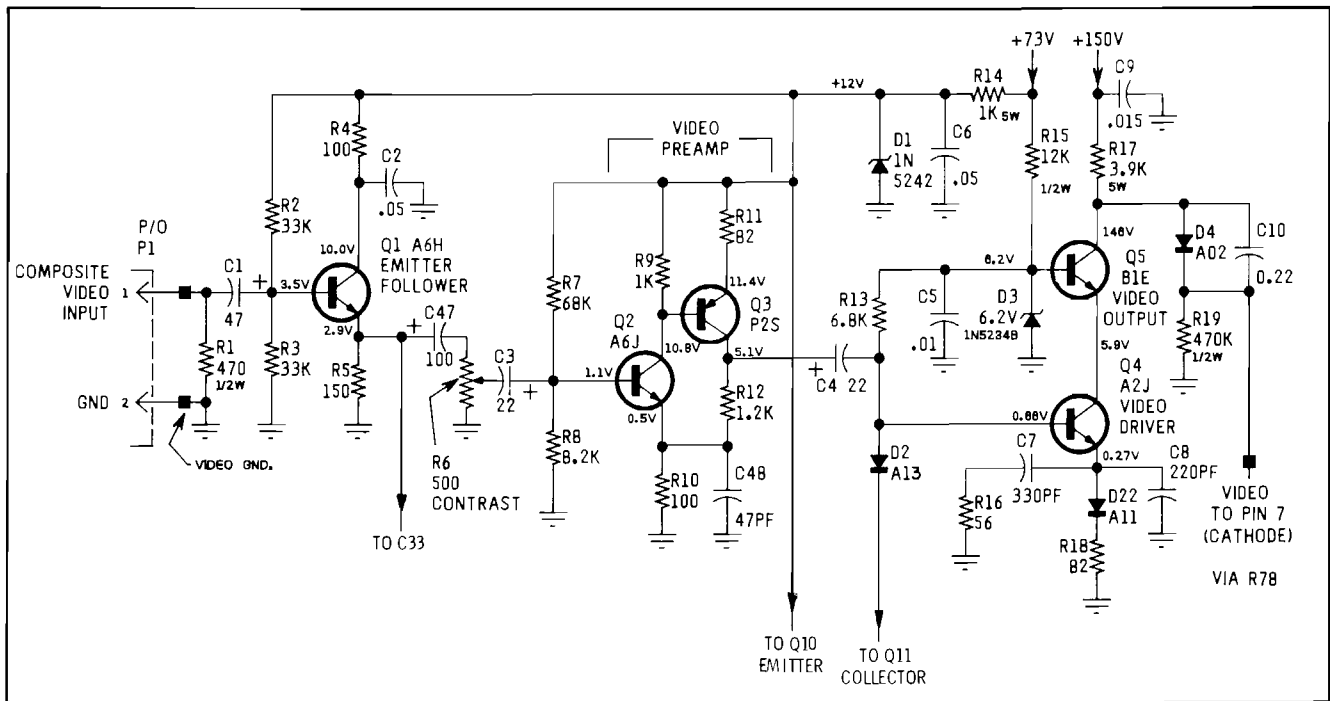 P/O
P1
COMPOSITE
VIDEO
INPUT
1
GND
2
VIDEO GND.
R1
470
1/2W
C1
47
+
R2
33K
R3
33K
R4
100
C2
.05
10.0V
3.5V
2.9V
Q1 A6H
EMITTER
FOLLOWER
R5
150
TO C33
+
C47
100
R6
500
CONTRAST
C3
22
+
VIDEO
PREAMP
R7
68K
R8
8.2K
R9
1K
Q2
A6J
1.1V
0.5V
10.8V
R10
100
R11
82
11.4V
Q3
P2S
5.1V
R12
1.2K
C48
47PF
+12V
TO Q10
EMITTER
D1
1N
5242
C6
.05
R14
1K 5W
+73V
+150V
C9
.015
R15
12K
1/2W
R17
3.9K
5W
R13
6.8K
+
C4 22
C5
.01
6.2V
D3
6.2V
1N5234B
146V
Q5
B1E
VIDEO
OUTPUT
5.9V
Q4
A2J
VIDEO
DRIVER
0.88V
0.27V
D2
A13
TO Q11
COLLECTOR
C7
330PF
R16
56
C8
220PF
D22
A11
R18
82
D4
A02
C10
0.22
R19
470K
1/2W
VIDEO
TO PIN 7
(CATHODE)
VIA R78